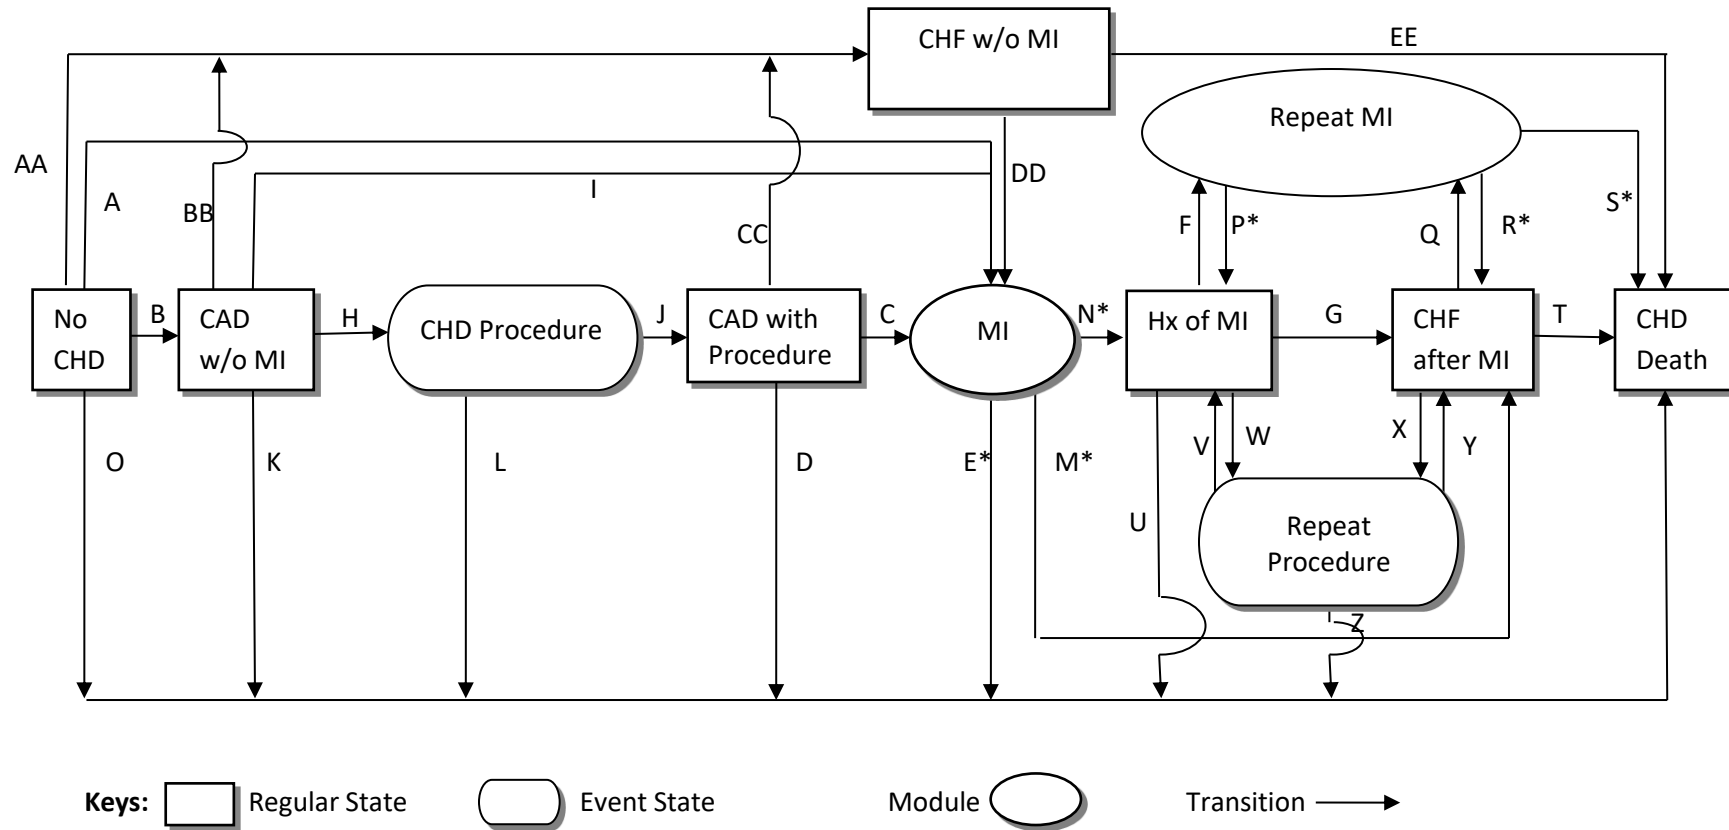 CHF w/o MI
EE
Repeat MI
AA
A
BB
I
CC
DD
F
P*
Q
R*
S*
No
CHD
B
CAD
w/o MI
H
CHD Procedure
J
CAD with
Procedure
C
MI
N*
Hx of MI
G
CHF
after MI
T
CHD
Death
O
K
L
D
E*
M*
U
V
W
X
Y
Repeat
Procedure
Z
Keys:
Regular State
Event State
Module
Transition